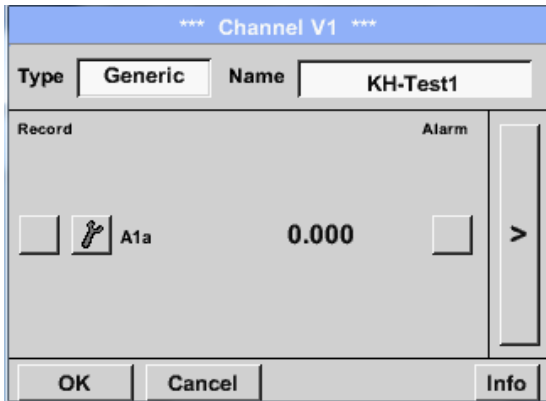 *** Channel V1 ***
Type Generic Name KH-Test1
Record Alarm
A1a 0.000 >
OK Cancel Info